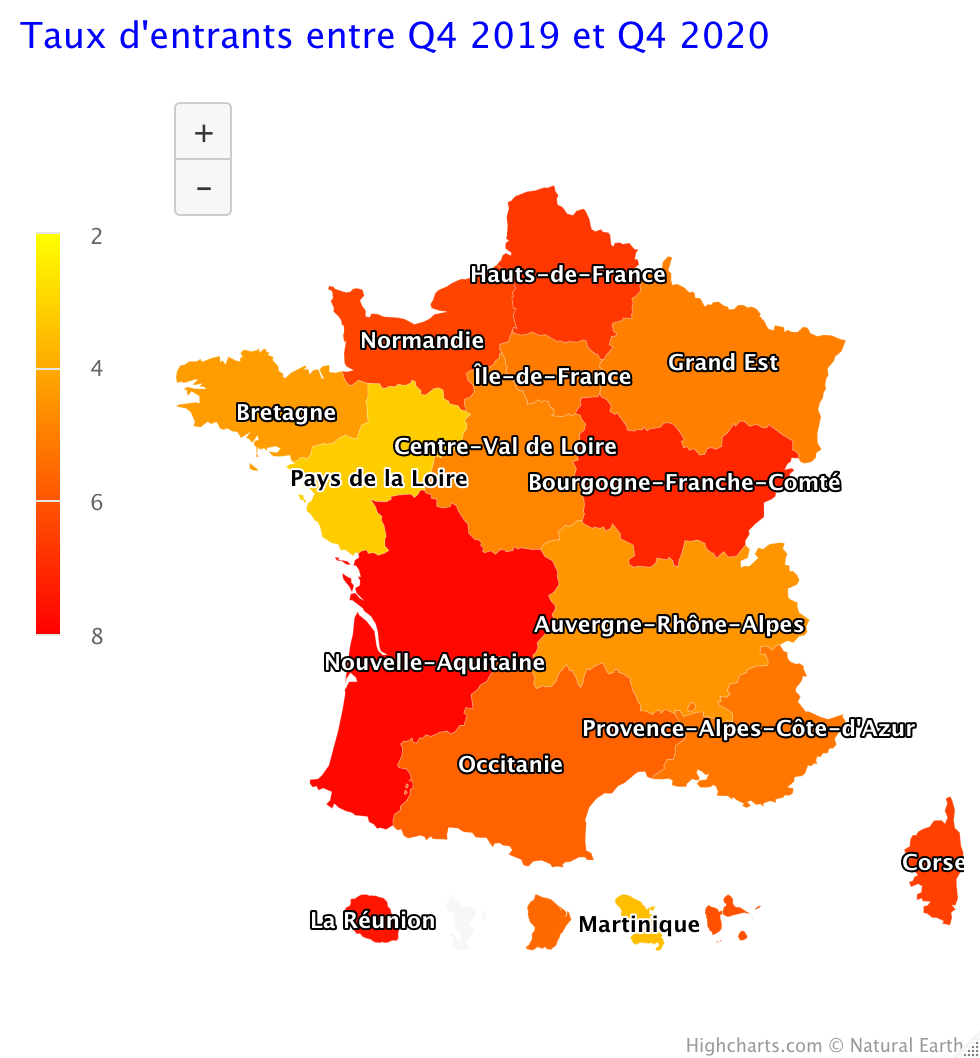 Taux d'entrants entre Q4 2019 et Q4 2020
+
−
2
4
6
8
Hauts-de-France
Normandie
Grand Est
Île-de-France
Bretagne
Centre-Val de Loire
Pays de la Loire
Bourgogne-Franche-Comté
Auvergne-Rhône-Alpes
Nouvelle-Aquitaine
Provence-Alpes-Côte-d'Azur
Occitanie
Corse
La Réunion
Martinique
Highcharts.com © Natural Earth